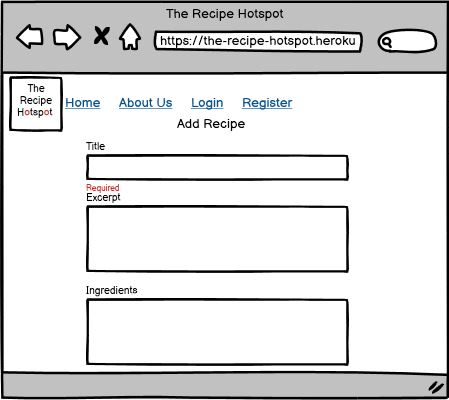 The Recipe Hotspot
https://the-recipe-hotspot.heroku
The
Recipe
Hotspot
Home About Us Login Register
Add Recipe
Title
Required
Excerpt
Ingredients